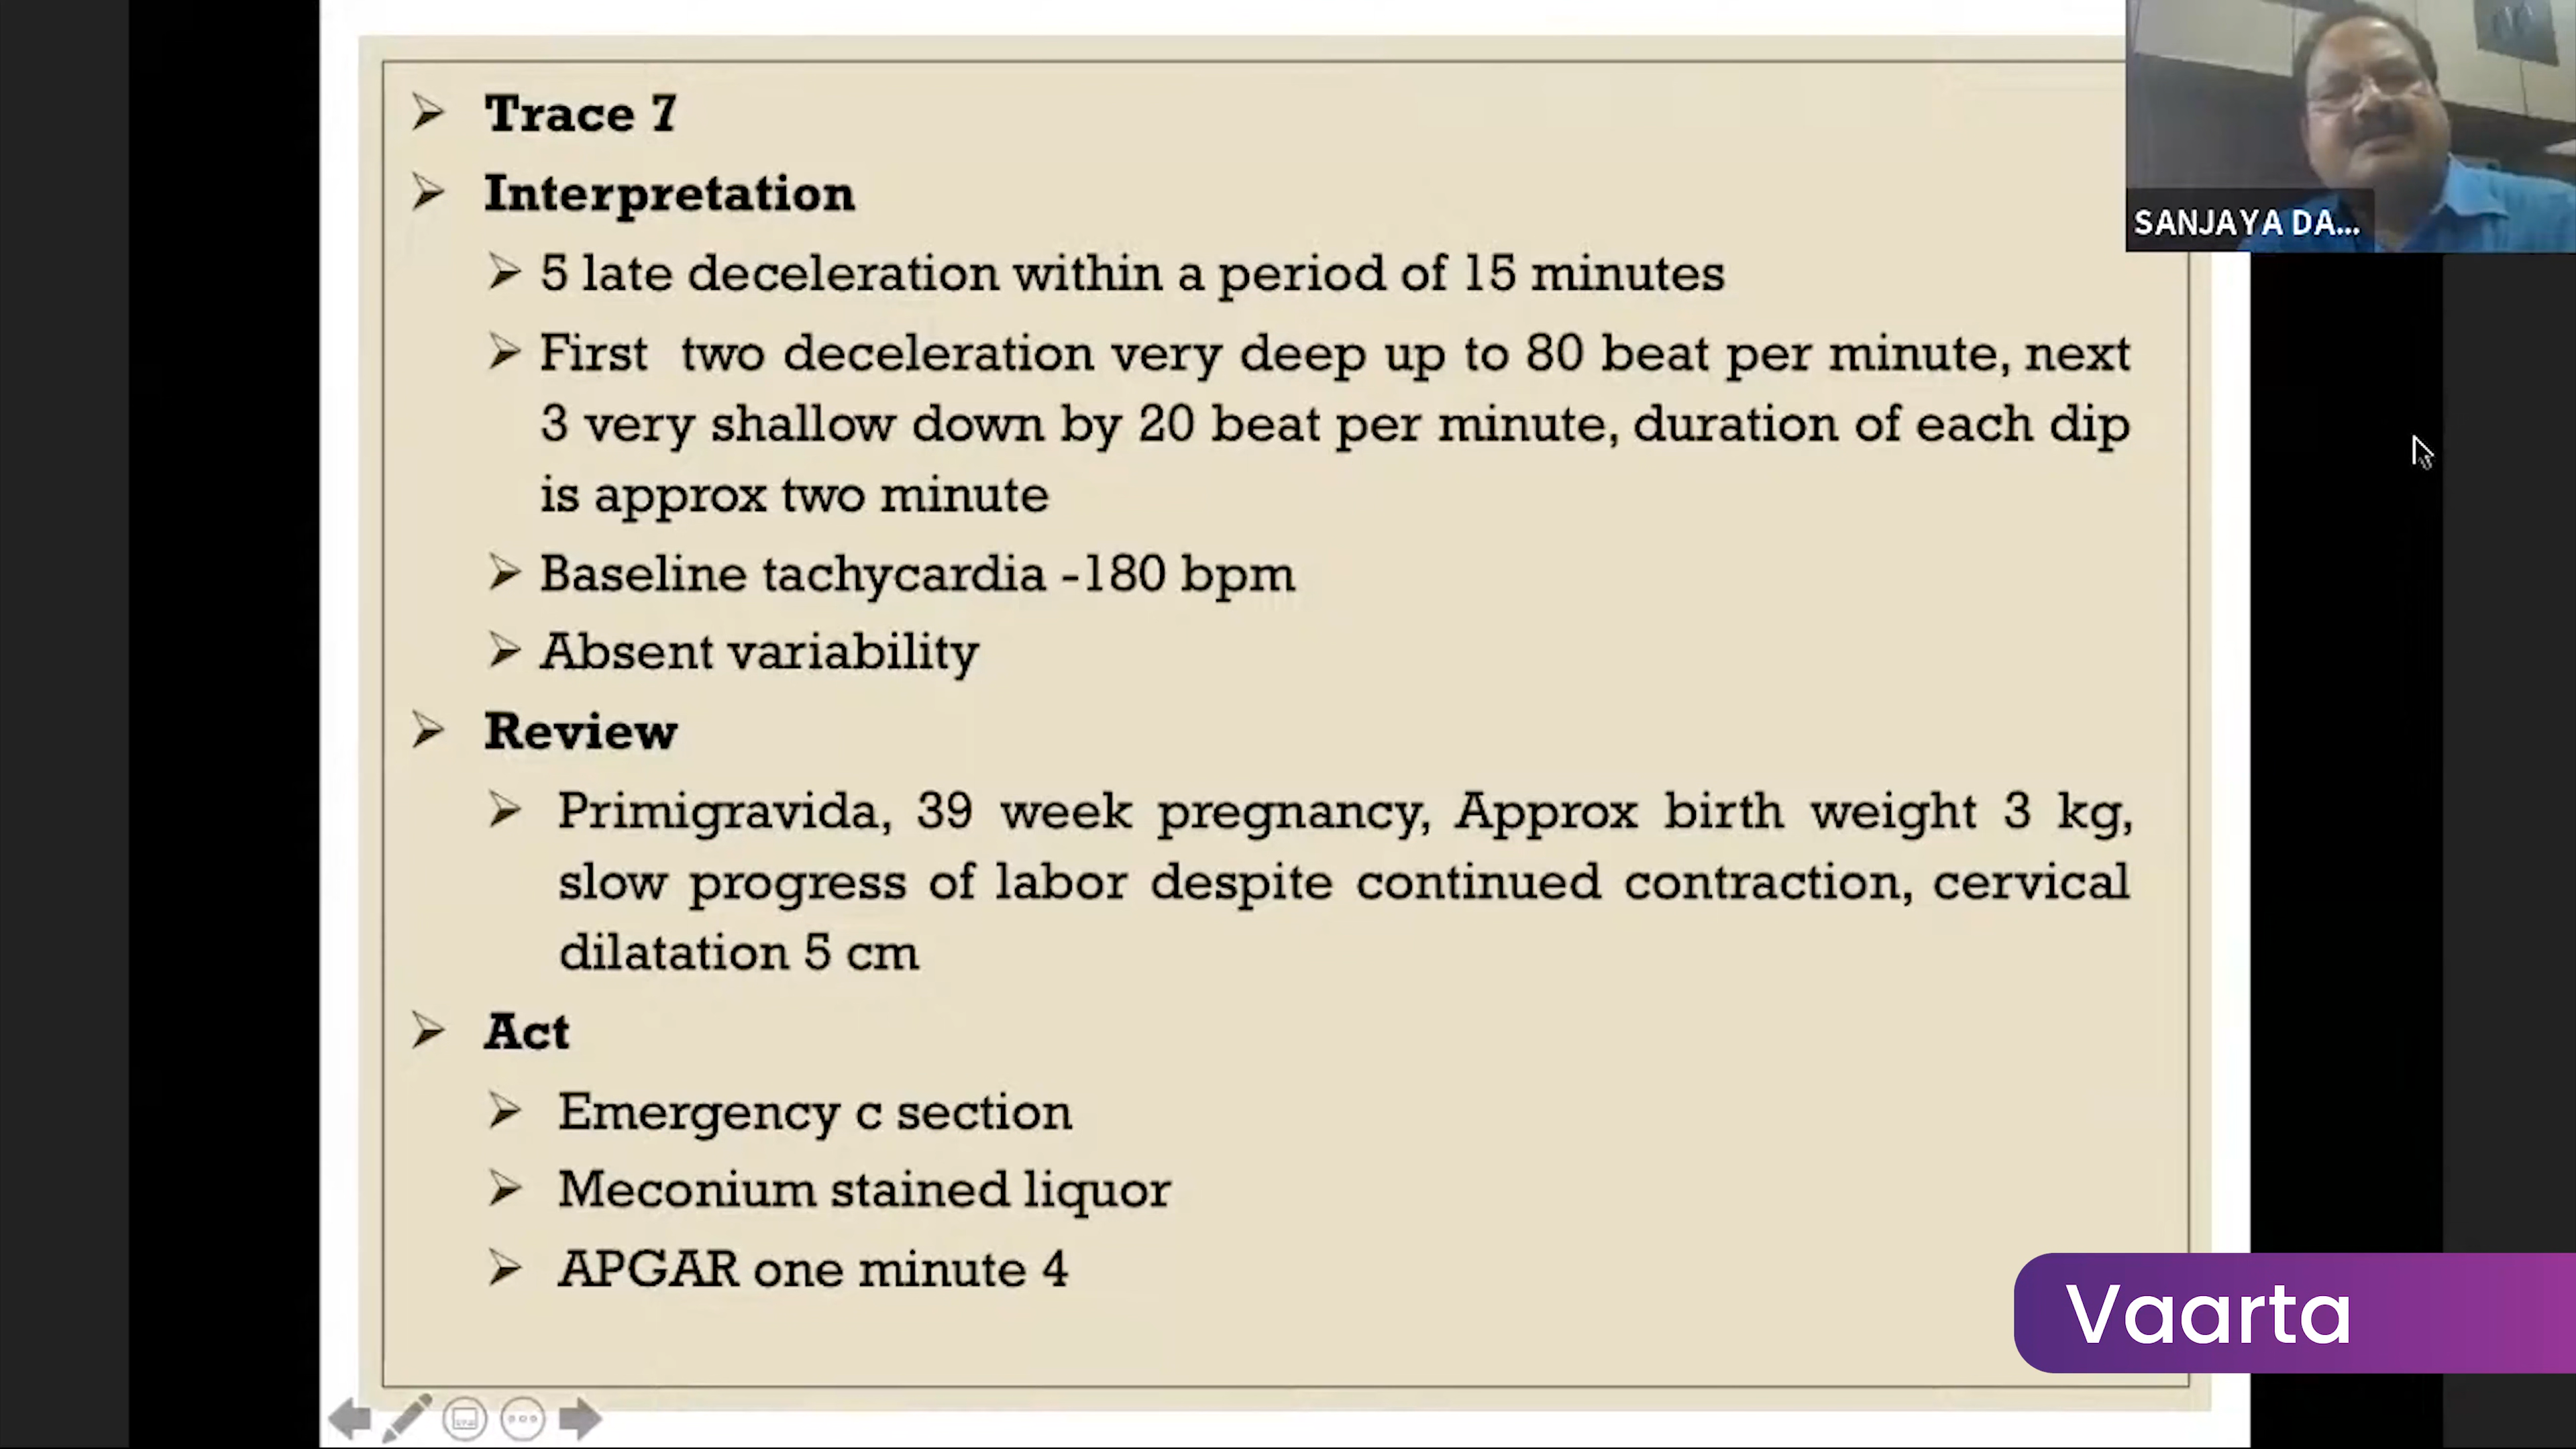 Trace 7
Interpretation
5 late deceleration within a period of 15 minutes
First two deceleration very deep up to 80 beat per minute, next
3 very shallow down by 20 beat per minute, duration of each dip
is approx two minute
Baseline tachycardia -180 bpm
Absent variability
Review
Primigravida, 39 week pregnancy, Approx birth weight 3 kg,
slow progress of labor despite continued contraction, cervical
dilatation 5 cm
Act
Emergency c section
Meconium stained liquor
APGAR one minute 4
SANJAYA DA...
Vaarta